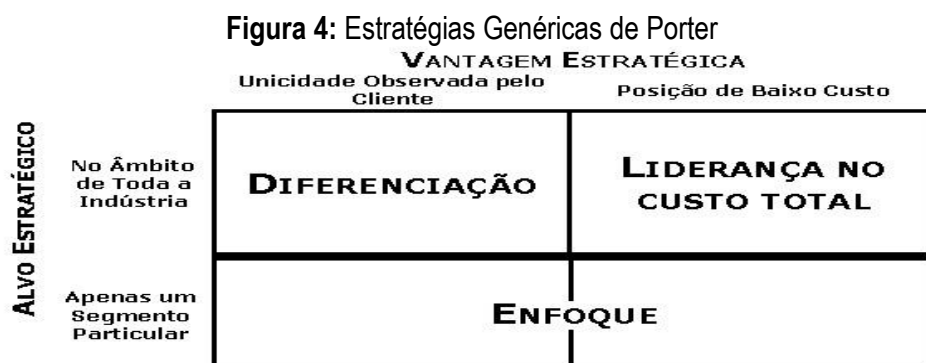 Figura 4: Estratégias Genéricas de Porter
VANTAGEM ESTRATÉGICA
Unicidade Observada pelo
Cliente
Posição de Baixo Custo
ALVO ESTRATÉGICO
No Âmbito
de Toda a
Indústria
DIFERENCIAÇÃO
LIDERANÇA NO
CUSTO TOTAL
Apenas um
Segmento
Particular
ENFOQUE